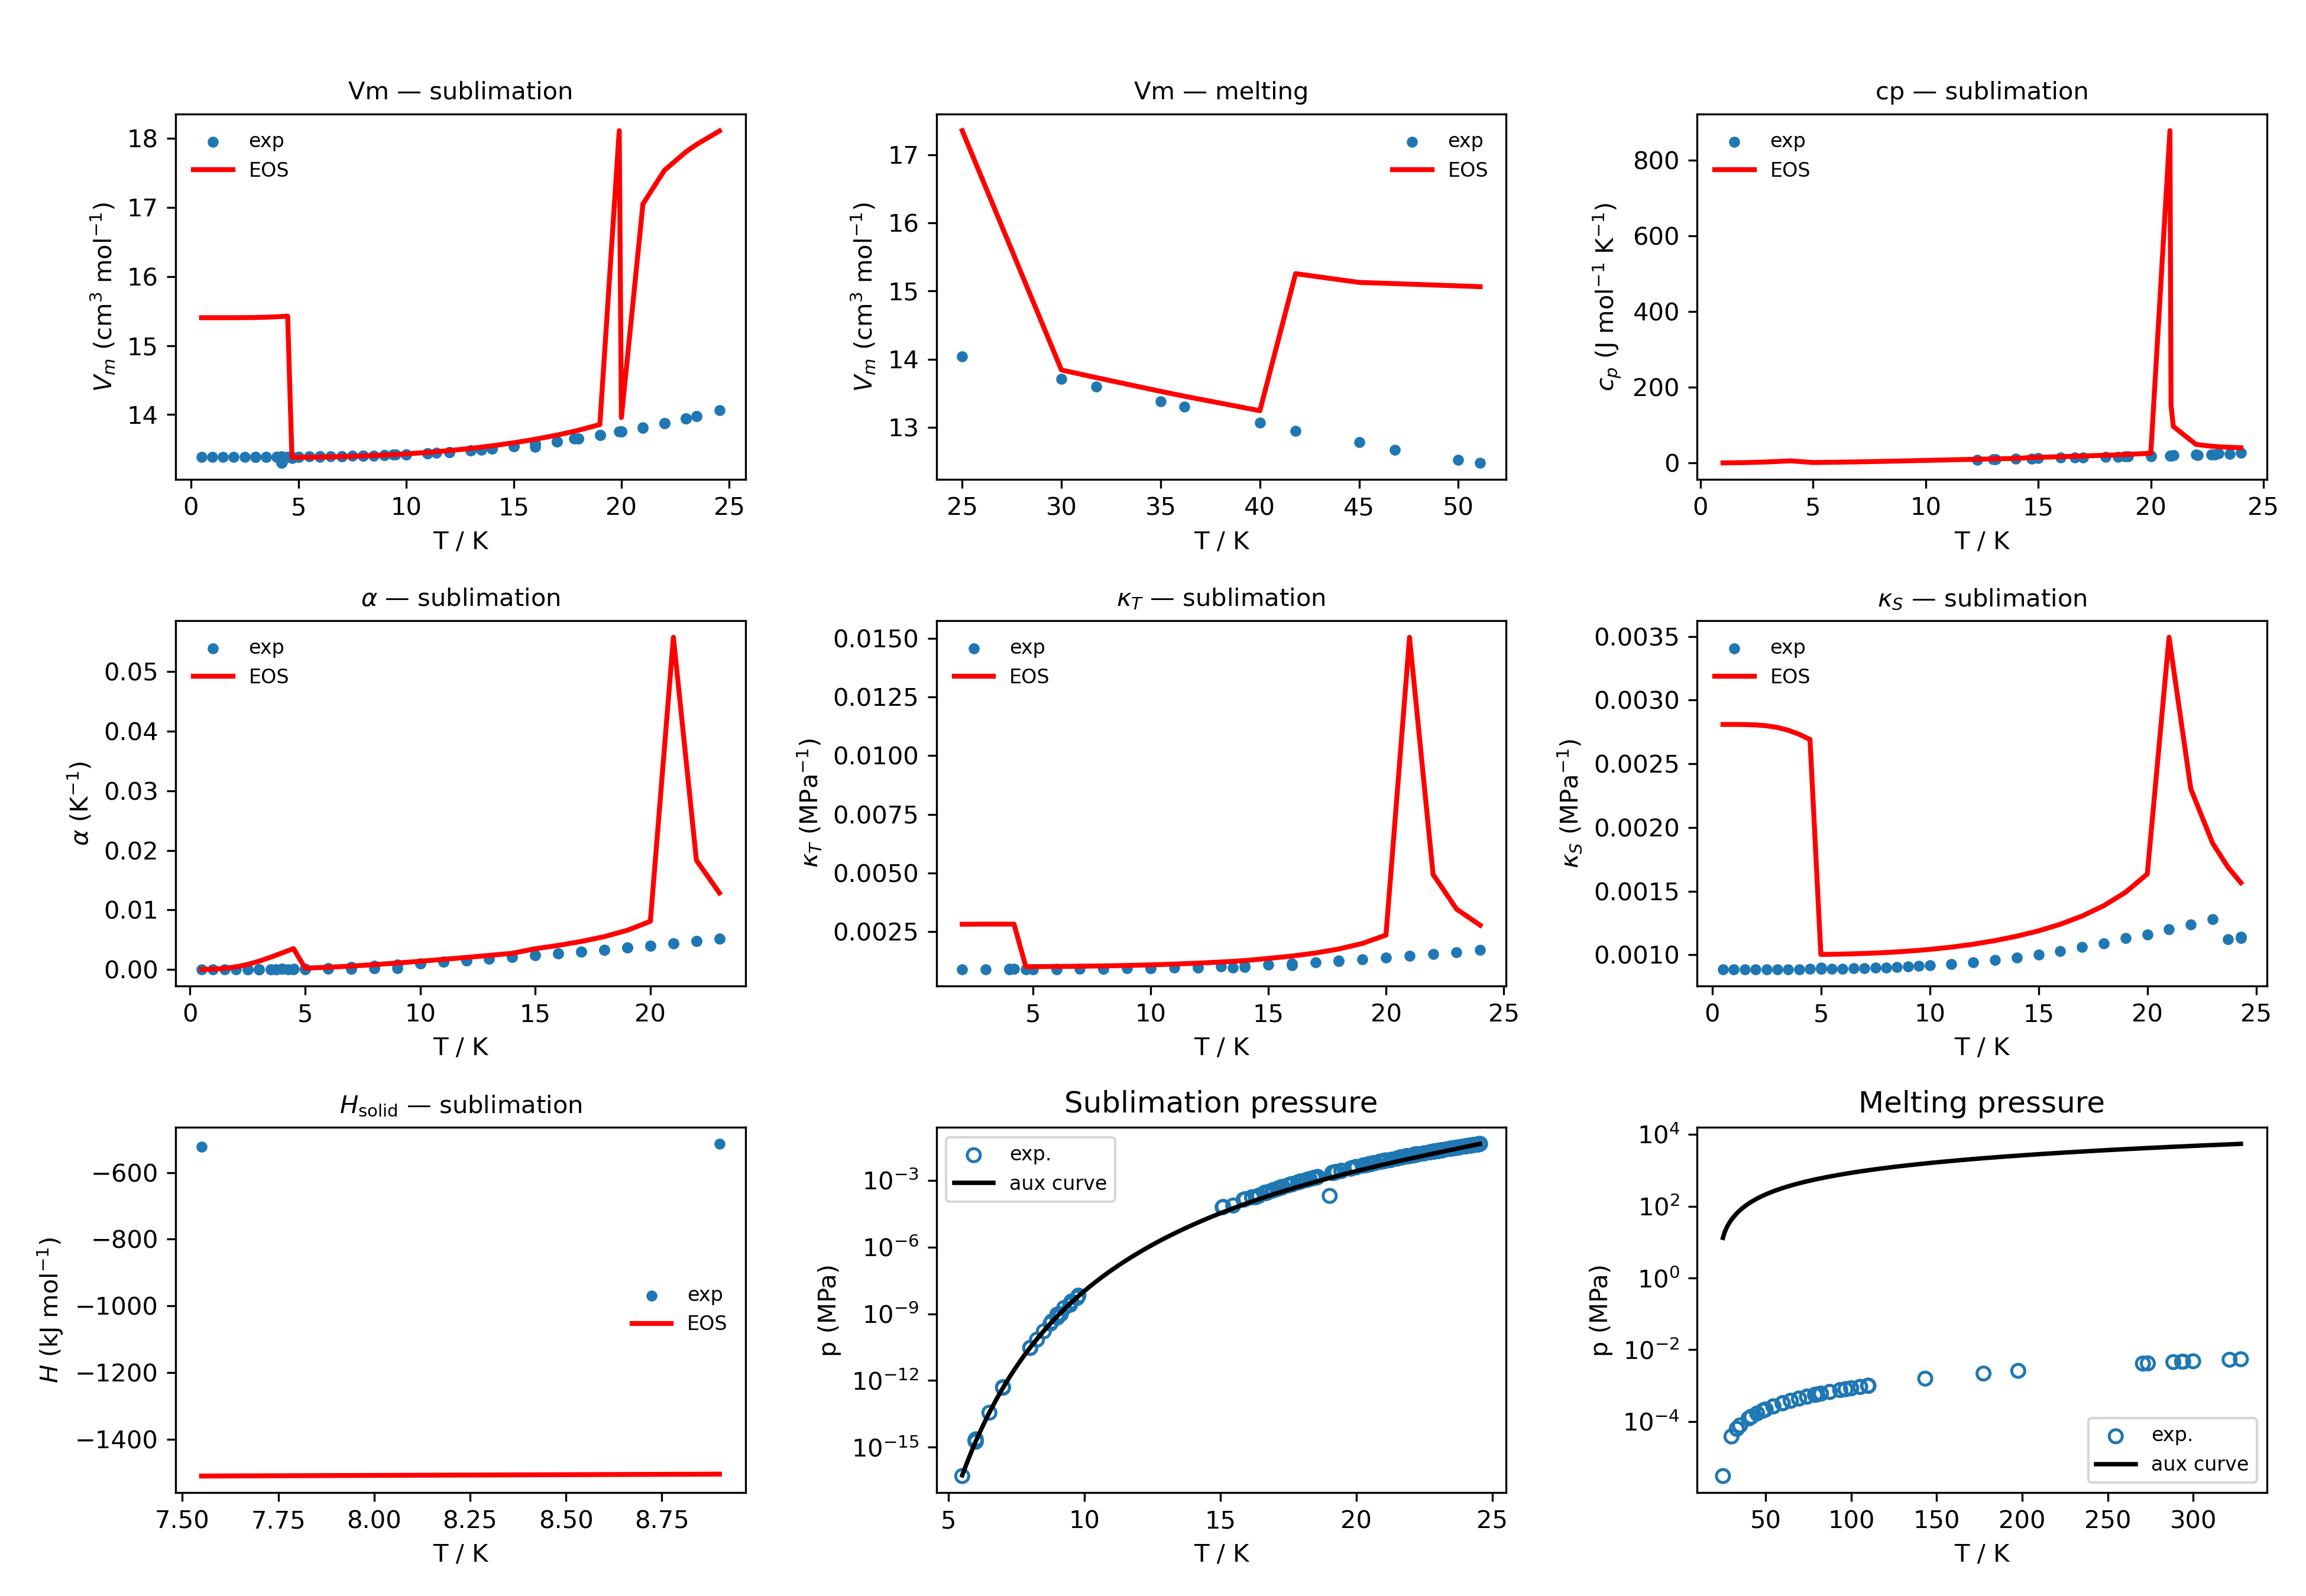 Vm — sublimation
18
17
16
15
14
0 5 10 15 20 25
V_m (cm³ mol⁻¹)
T / K
exp
EOS
Vm — melting
17
16
15
14
13
25 30 35 40 45 50
V_m (cm³ mol⁻¹)
T / K
exp
EOS
cp — sublimation
800
600
400
200
0
0 5 10 15 20 25
c_p (J mol⁻¹ K⁻¹)
T / K
exp
EOS
α — sublimation
0.05
0.04
0.03
0.02
0.01
0.00
0 5 10 15 20
α (K⁻¹)
T / K
exp
EOS
κ_T — sublimation
0.0150
0.0125
0.0100
0.0075
0.0050
0.0025
5 10 15 20 25
κ_T (MPa⁻¹)
T / K
exp
EOS
κ_S — sublimation
0.0035
0.0030
0.0025
0.0020
0.0015
0.0010
0 5 10 15 20 25
κ_S (MPa⁻¹)
T / K
exp
EOS
H_solid — sublimation
−600
−800
−1000
−1200
−1400
7.50 7.75 8.00 8.25 8.50 8.75
H (kJ mol⁻¹)
T / K
exp
EOS
Sublimation pressure
10⁻³
10⁻⁶
10⁻⁹
10⁻¹²
10⁻¹⁵
5 10 15 20 25
p (MPa)
T / K
exp.
aux curve
Melting pressure
10⁴
10²
10⁰
10⁻²
10⁻⁴
50 100 150 200 250 300
p (MPa)
T / K
exp.
aux curve